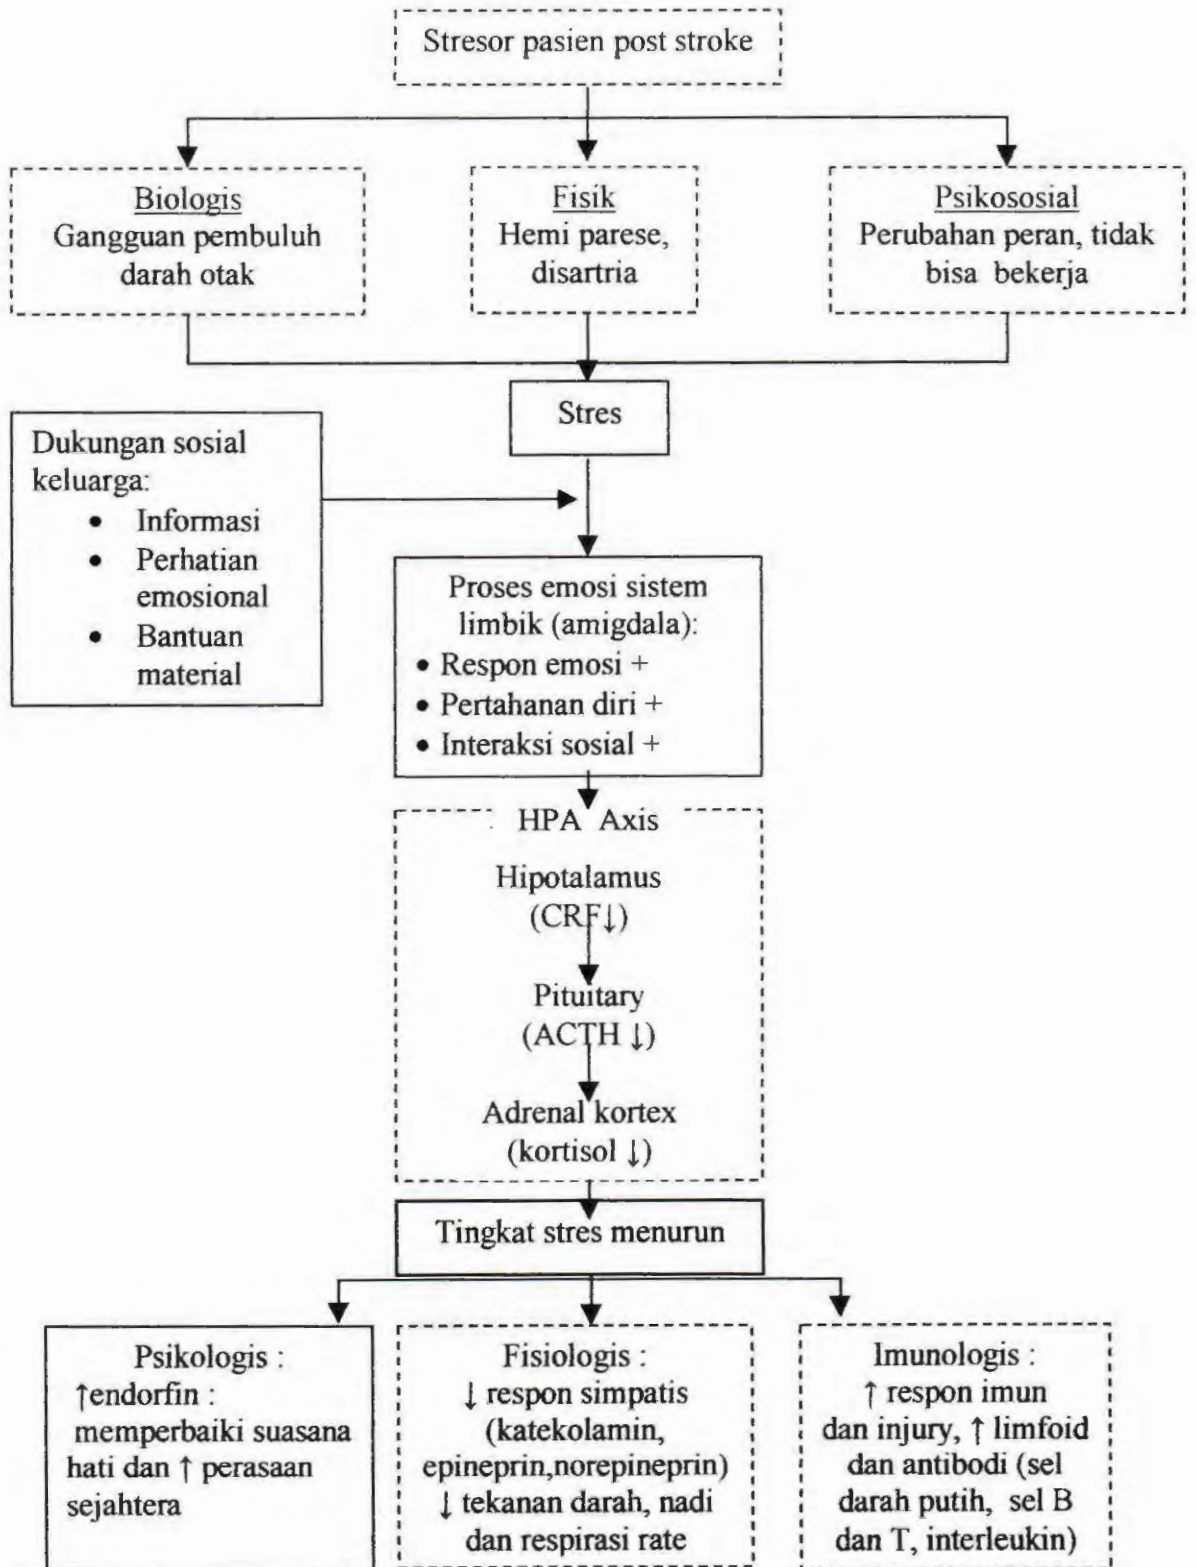 Stresor pasien post stroke
Biologis
Gangguan pembuluh
darah otak
Fisik
Hemi parese,
disartria
Psikososial
Perubahan peran, tidak
bisa bekerja
Stres
Dukungan sosial
keluarga:
• Informasi
• Perhatian
emosional
• Bantuan
material
Proses emosi sistem
limbik (amigdala):
• Respon emosi +
• Pertahanan diri +
• Interaksi sosial +
HPA Axis
Hipotalamus
(CRF↓)
Pituitary
(ACTH ↓)
Adrenal kortex
(kortisol ↓)
Tingkat stres menurun
Psikologis :
↑endorfin :
memperbaiki suasana
hati dan ↑ perasaan
sejahtera
Fisiologis :
↓ respon simpatis
(katekolamin,
epineprin,norepineprin)
↓ tekanan darah, nadi
dan respirasi rate
Imunologis :
↑ respon imun
dan injury, ↑ limfoid
dan antibodi (sel
darah putih, sel B
dan T, interleukin)